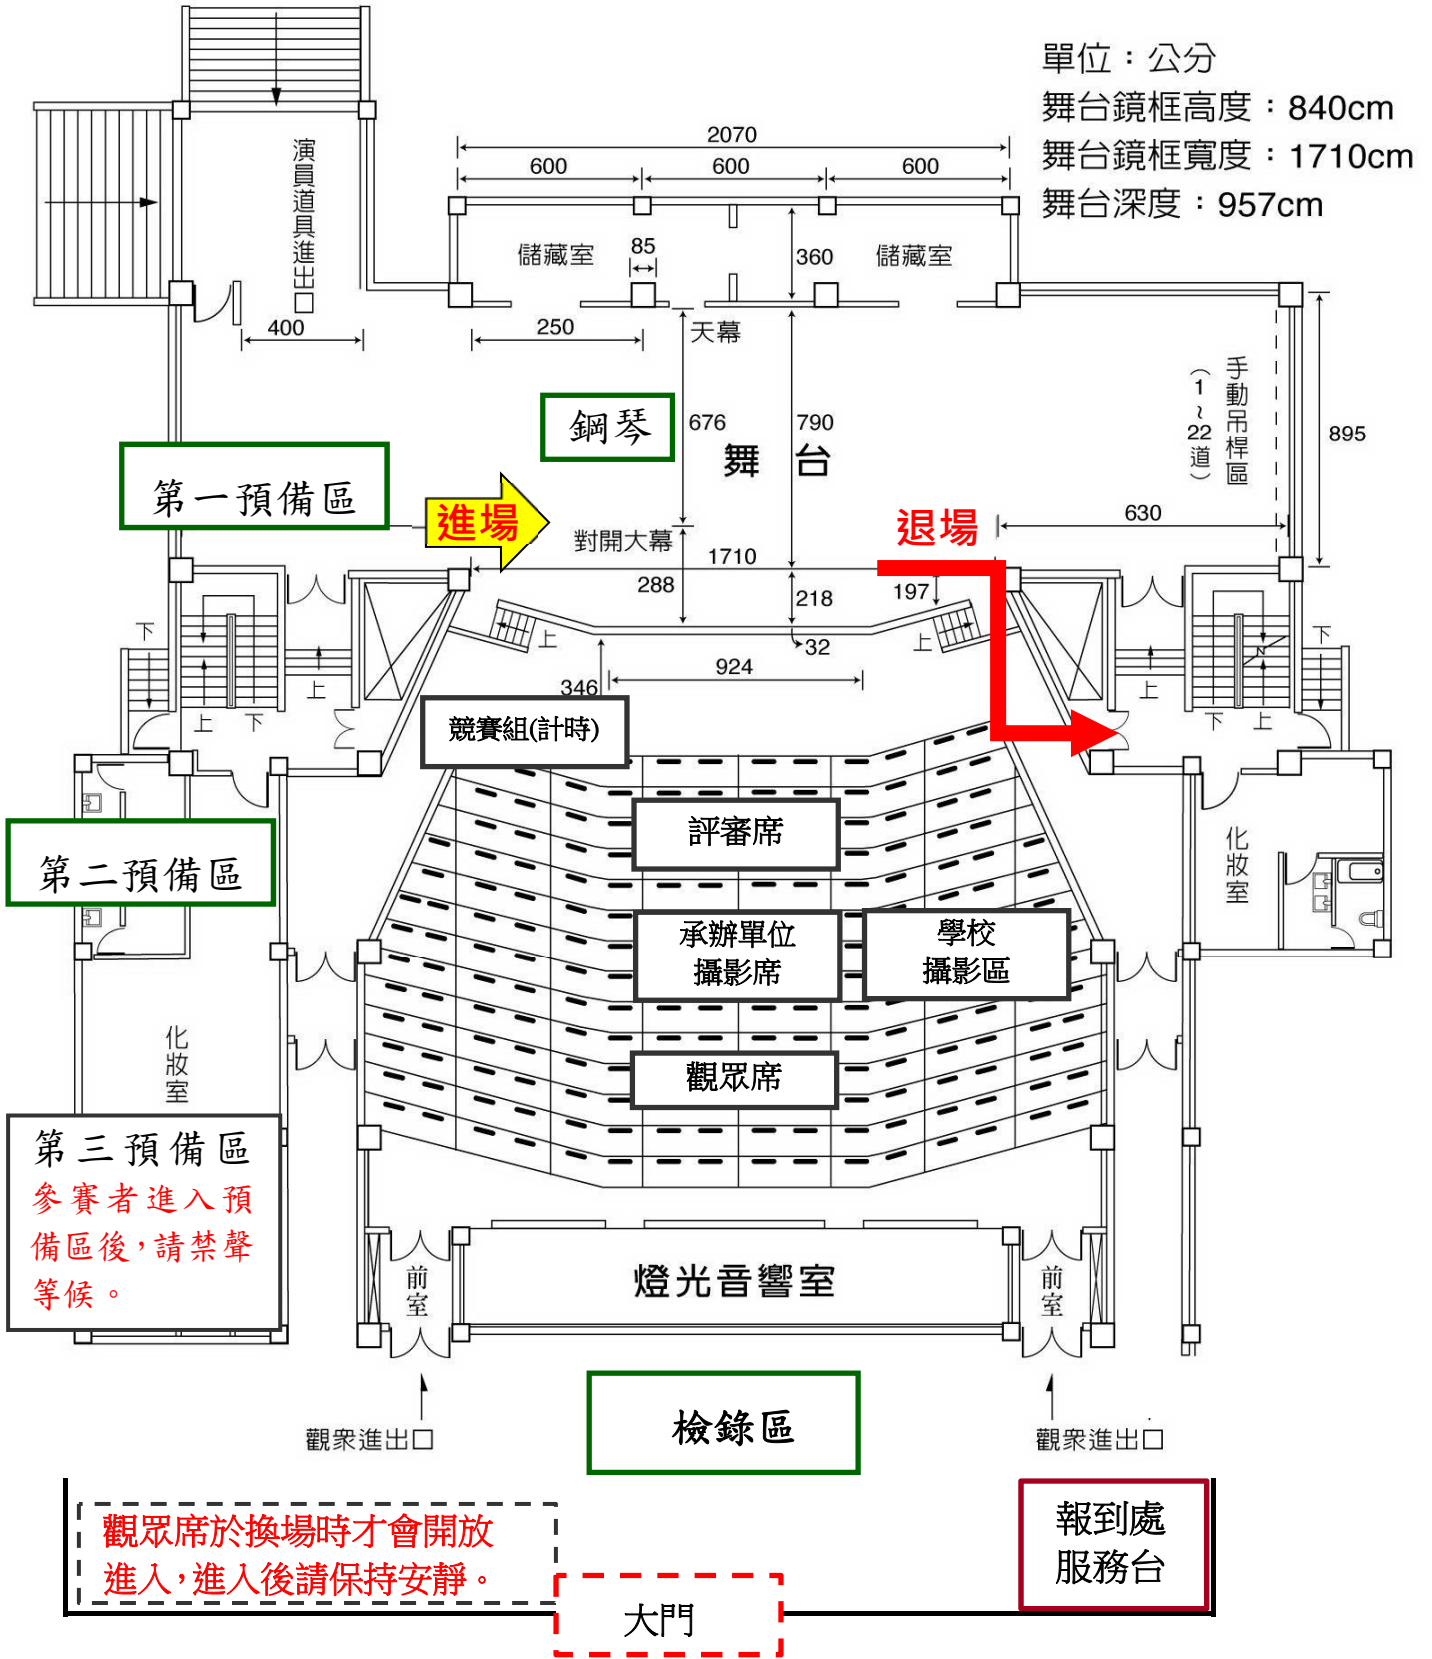 單位：公分
舞台鏡框高度：840cm
舞台鏡框寬度：1710cm
舞台深度：957cm
演員道具進出口
2070
600
600
600
儲藏室
85
360
儲藏室
400
250
天幕
手動吊桿區
（1～22道）
895
鋼琴
676
790
舞台
第一預備區
進場
對開大幕
退場
630
1710
288
218
197
32
上
上
924
346
下
上
下
上
上
下
上
下
競賽組(計時)
評審席
第二預備區
化妝室
承辦單位
攝影席
學校
攝影區
化妝室
觀眾席
第三預備區
參賽者進入預
備區後，請禁聲
等候。
前室
燈光音響室
前室
觀衆進出口
檢錄區
觀衆進出口
觀眾席於換場時才會開放
進入，進入後請保持安靜。
報到處
服務台
大門